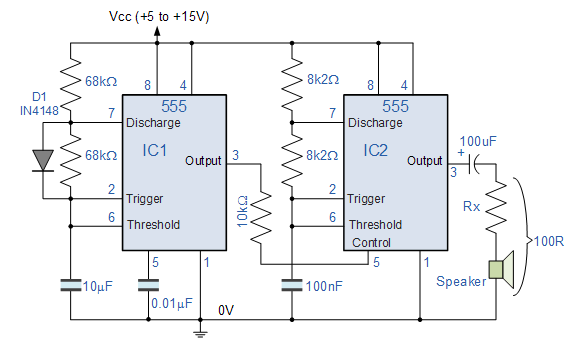 Vcc (+5 to +15V)
68kΩ
8
4
8k2Ω
8
4
D1
IN4148
7
555
Discharge
7
555
Discharge
68kΩ
IC1
Output
3
8k2Ω
IC2
Output
3
+
100uF
2
Trigger
10kΩ
2
Trigger
Rx
6
Threshold
6
Threshold
Control
100R
5
1
5
1
Speaker
10µF
0.01µF
100nF
0V